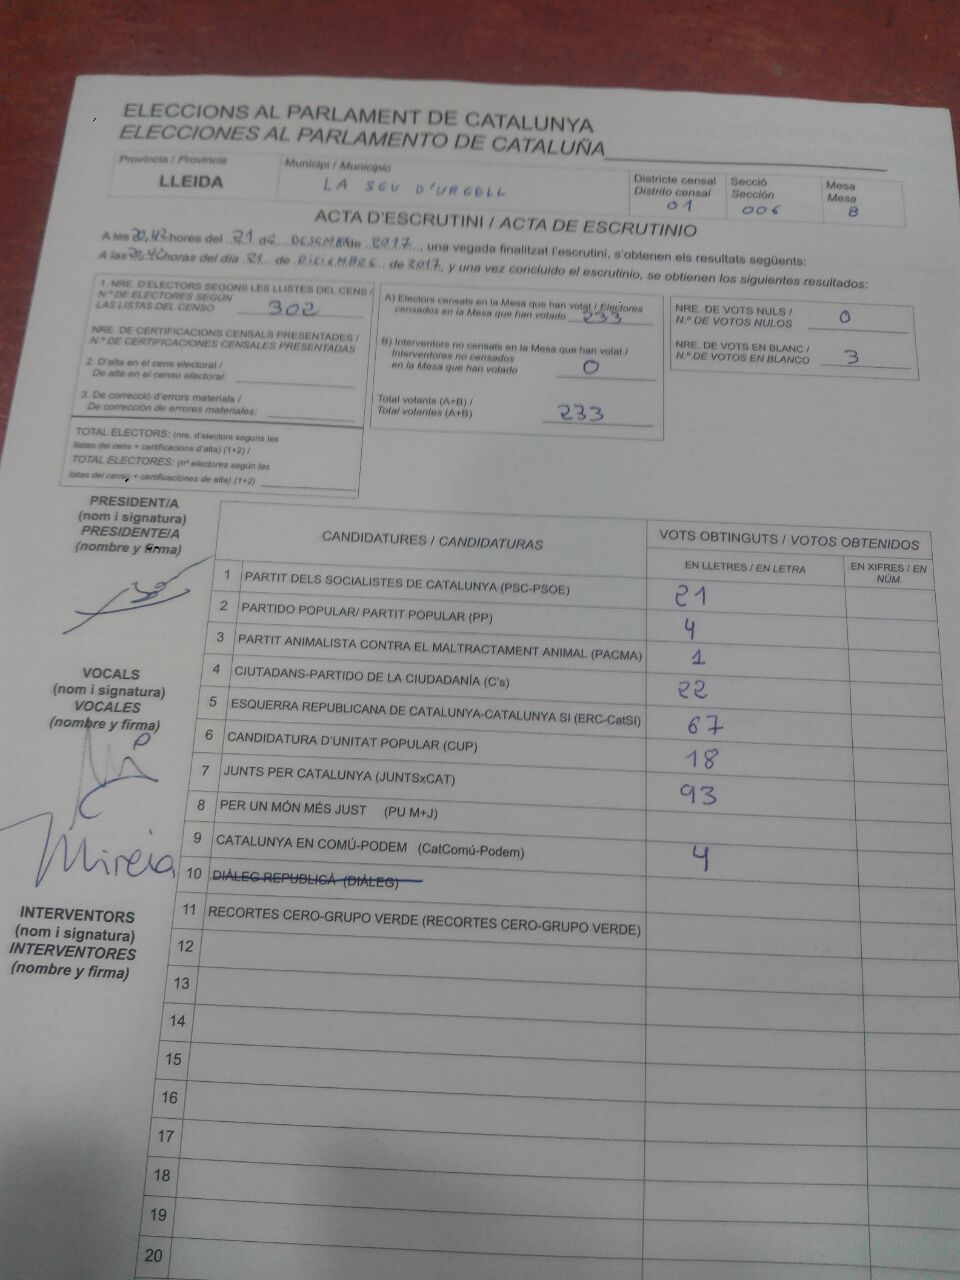 ELECCIONS AL PARLAMENT DE CATALUNYA
ELECCIONES AL PARLAMENTO DE CATALUÑA
Província / Provincia
LLEIDA
Municipi / Municipio
LA SEU D'URGELL
Districte censal
Distrito censal
01
Secció
Sección
006
Mesa
Mesa
B
ACTA D'ESCRUTINI / ACTA DE ESCRUTINIO
A les 20,42 hores del 21 de DESEMBRE de 2017, una vegada finalitzat l'escrutini, s'obtenen els resultats següents:
A las 20,42 horas del día 21 de DICIEMBRE de 2017, y una vez concluido el escrutinio, se obtienen los siguientes resultados:
1. NRE. D'ELECTORS SEGONS LES LLISTES DEL CENS /
N.º DE ELECTORES SEGÚN
LAS LISTAS DEL CENSO 302
NRE. DE CERTIFICACIONS CENSALS PRESENTADES /
N.º DE CERTIFICACIONES CENSALES PRESENTADAS
2. D'alta en el cens electoral /
De alta en el censo electoral:
3. De correcció d'errors materials /
De corrección de errores materiales:
TOTAL ELECTORS: (nre. d'electors segons les
llistes del cens + certificacions d'alta) (1+2) /
TOTAL ELECTORES: (nº electores según las
listas del censo + certificaciones de alta) (1+2)
A) Electors censats en la Mesa que han votat / Electores
censados en la Mesa que han votado 233
B) Interventors no censats en la Mesa que han votat /
Interventores no censados
en la Mesa que han votado 0
Total votants (A+B) /
Total votantes (A+B) 233
NRE. DE VOTS NULS /
N.º DE VOTOS NULOS 0
NRE. DE VOTS EN BLANC /
N.º DE VOTOS EN BLANCO 3
PRESIDENT/A
(nom i signatura)
PRESIDENTE/A
(nombre y firma)
VOCALS
(nom i signatura)
VOCALES
(nombre y firma)
Mireia
INTERVENTORS
(nom i signatura)
INTERVENTORES
(nombre y firma)
CANDIDATURES / CANDIDATURAS
VOTS OBTINGUTS / VOTOS OBTENIDOS
EN LLETRES / EN LETRA
EN XIFRES / EN
NÚM.
1 PARTIT DELS SOCIALISTES DE CATALUNYA (PSC-PSOE) 21
2 PARTIDO POPULAR/ PARTIT POPULAR (PP) 4
3 PARTIT ANIMALISTA CONTRA EL MALTRACTAMENT ANIMAL (PACMA) 1
4 CIUTADANS-PARTIDO DE LA CIUDADANÍA (C's) 22
5 ESQUERRA REPUBLICANA DE CATALUNYA-CATALUNYA SI (ERC-CatSí) 67
6 CANDIDATURA D'UNITAT POPULAR (CUP) 18
7 JUNTS PER CATALUNYA (JUNTSxCAT) 93
8 PER UN MÓN MÉS JUST (PU M+J)
9 CATALUNYA EN COMÚ-PODEM (CatComú-Podem) 4
10 DIÀLEG REPUBLICÀ (DIÀLEG)
11 RECORTES CERO-GRUPO VERDE (RECORTES CERO-GRUPO VERDE)
12
13
14
15
16
17
18
19
20